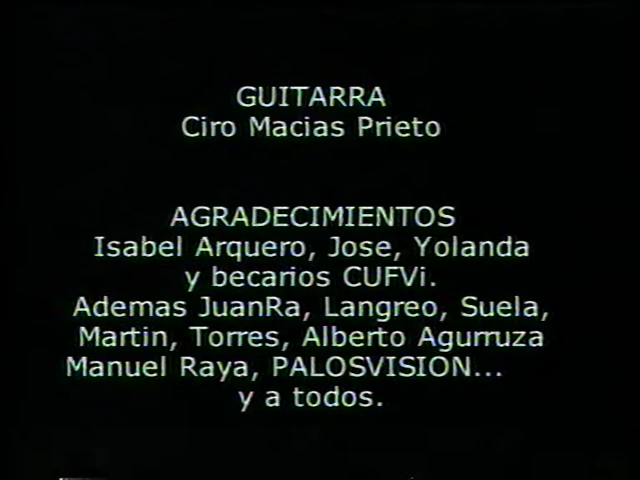 GUITARRA
Ciro Macias Prieto
AGRADECIMIENTOS
Isabel Arquero, Jose, Yolanda
y becarios CUFVi.
Ademas JuanRa, Langreo, Suela,
Martin, Torres, Alberto Agurruza
Manuel Raya, PALOSVISION...
y a todos.